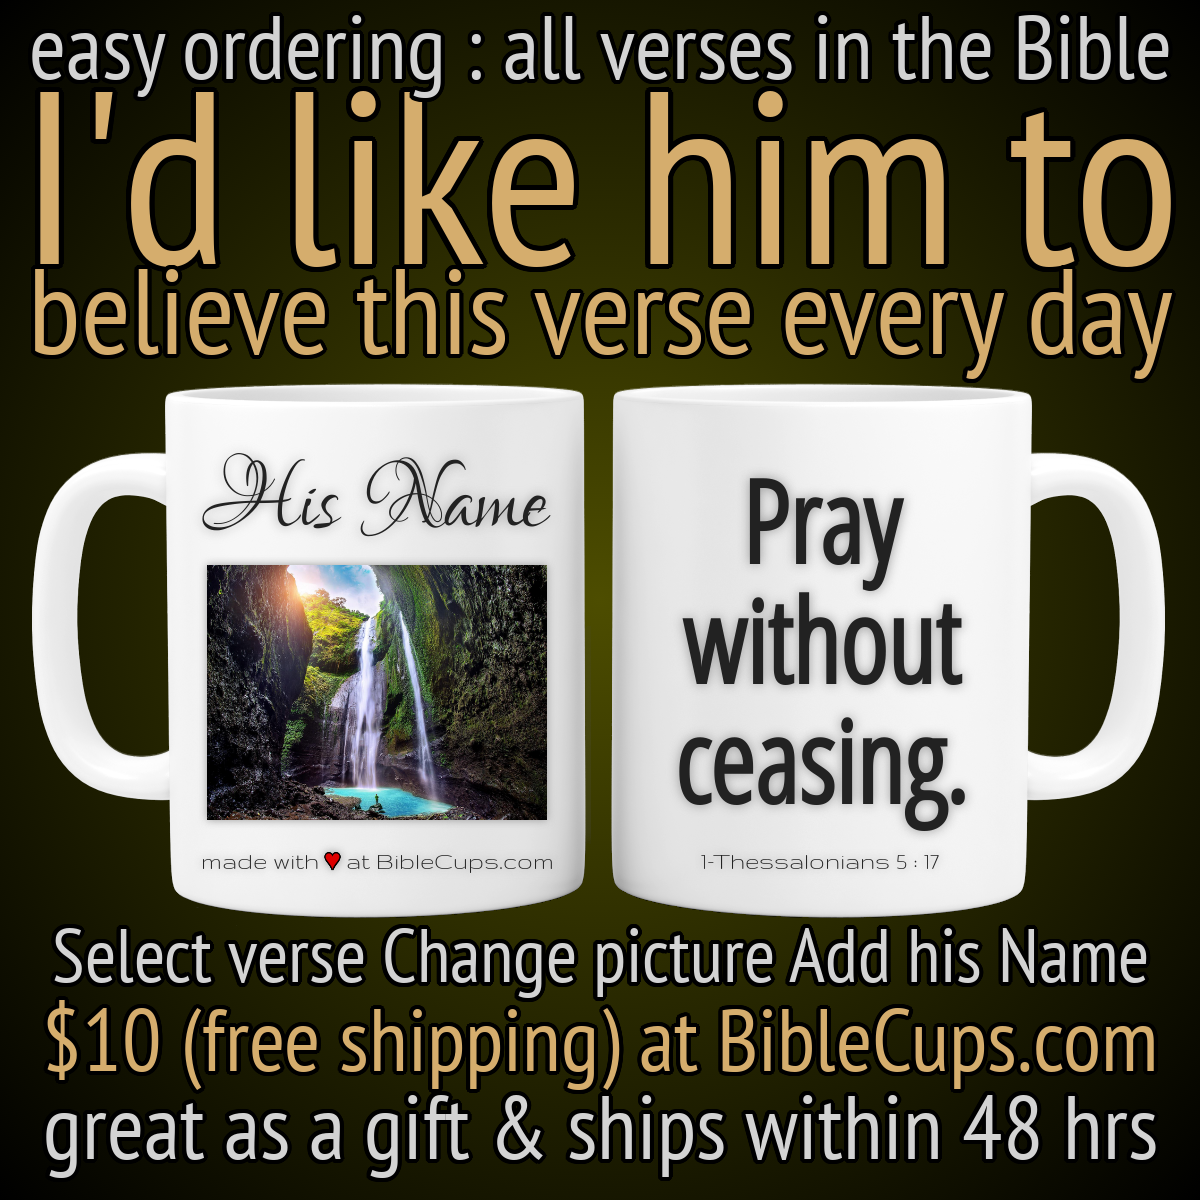 easy ordering : all verses in the Bible
I'd like him to
believe this verse every day
His Name
made with ♥ at BibleCups.com
Pray
without
ceasing.
1-Thessalonians 5 : 17
Select verse Change picture Add his Name
$10 (free shipping) at BibleCups.com
great as a gift & ships within 48 hrs